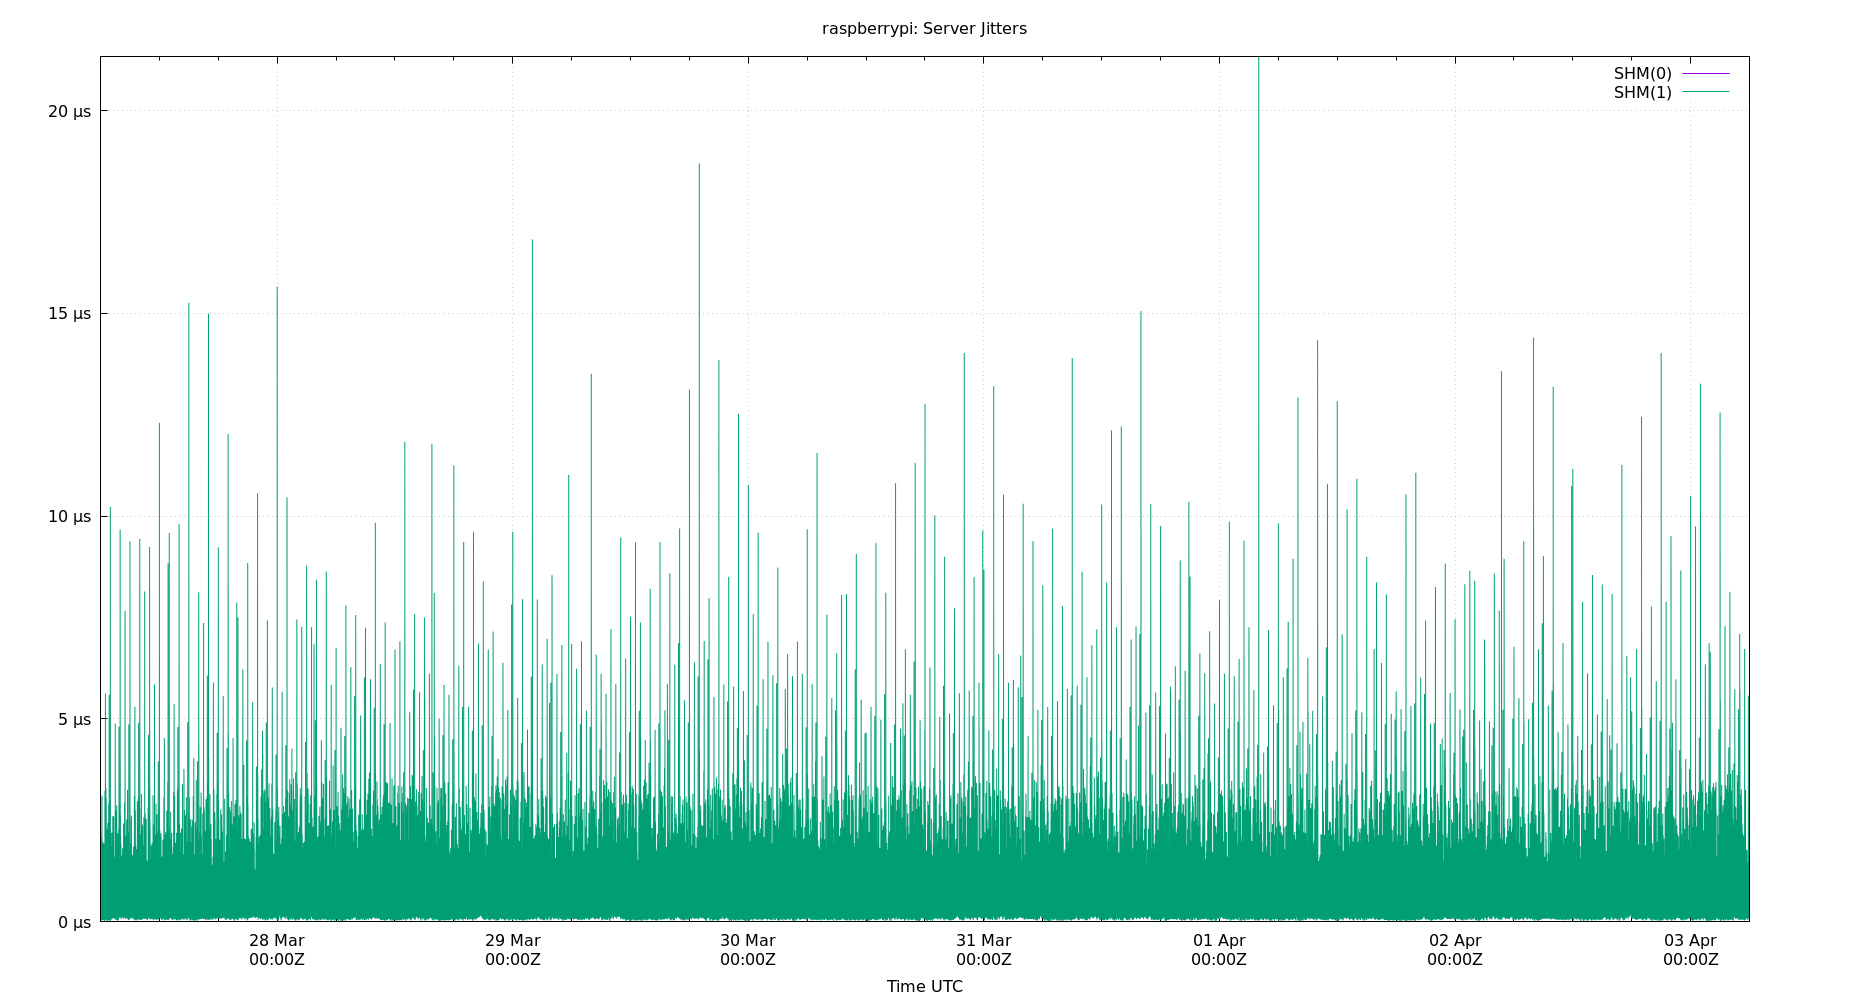 raspberrypi: Server Jitters
SHM(0)
SHM(1)
20 µs
15 µs
10 µs
5 µs
0 µs
28 Mar 29 Mar 30 Mar 31 Mar 01 Apr 02 Apr 03 Apr
00:00Z 00:00Z 00:00Z 00:00Z 00:00Z 00:00Z 00:00Z
Time UTC